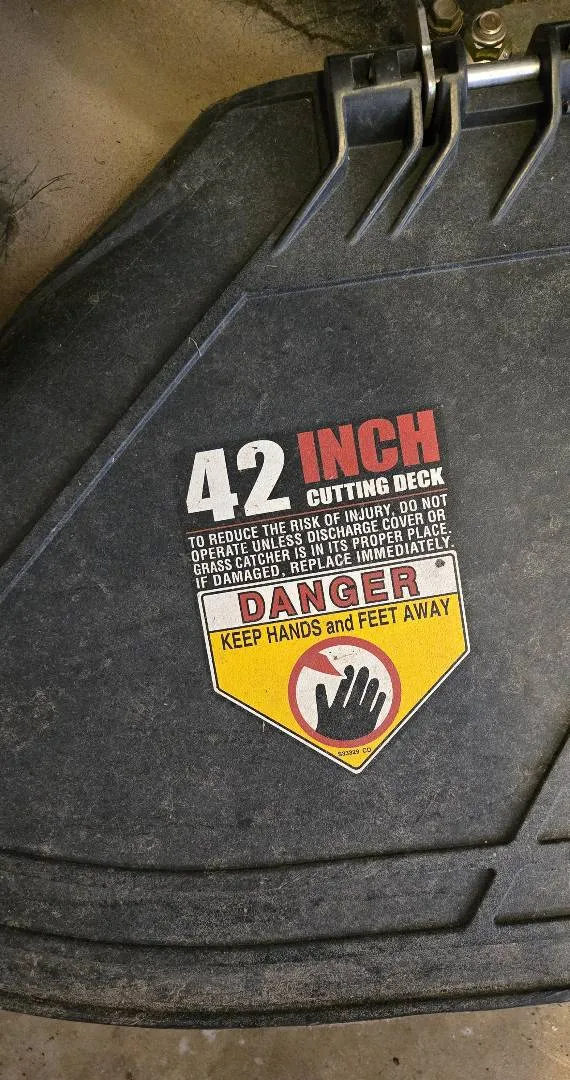 42 INCH
CUTTING DECK
TO REDUCE THE RISK OF INJURY, DO NOT
OPERATE UNLESS DISCHARGE COVER OR
GRASS CATCHER IS IN ITS PROPER PLACE.
IF DAMAGED, REPLACE IMMEDIATELY.
DANGER
KEEP HANDS and FEET AWAY